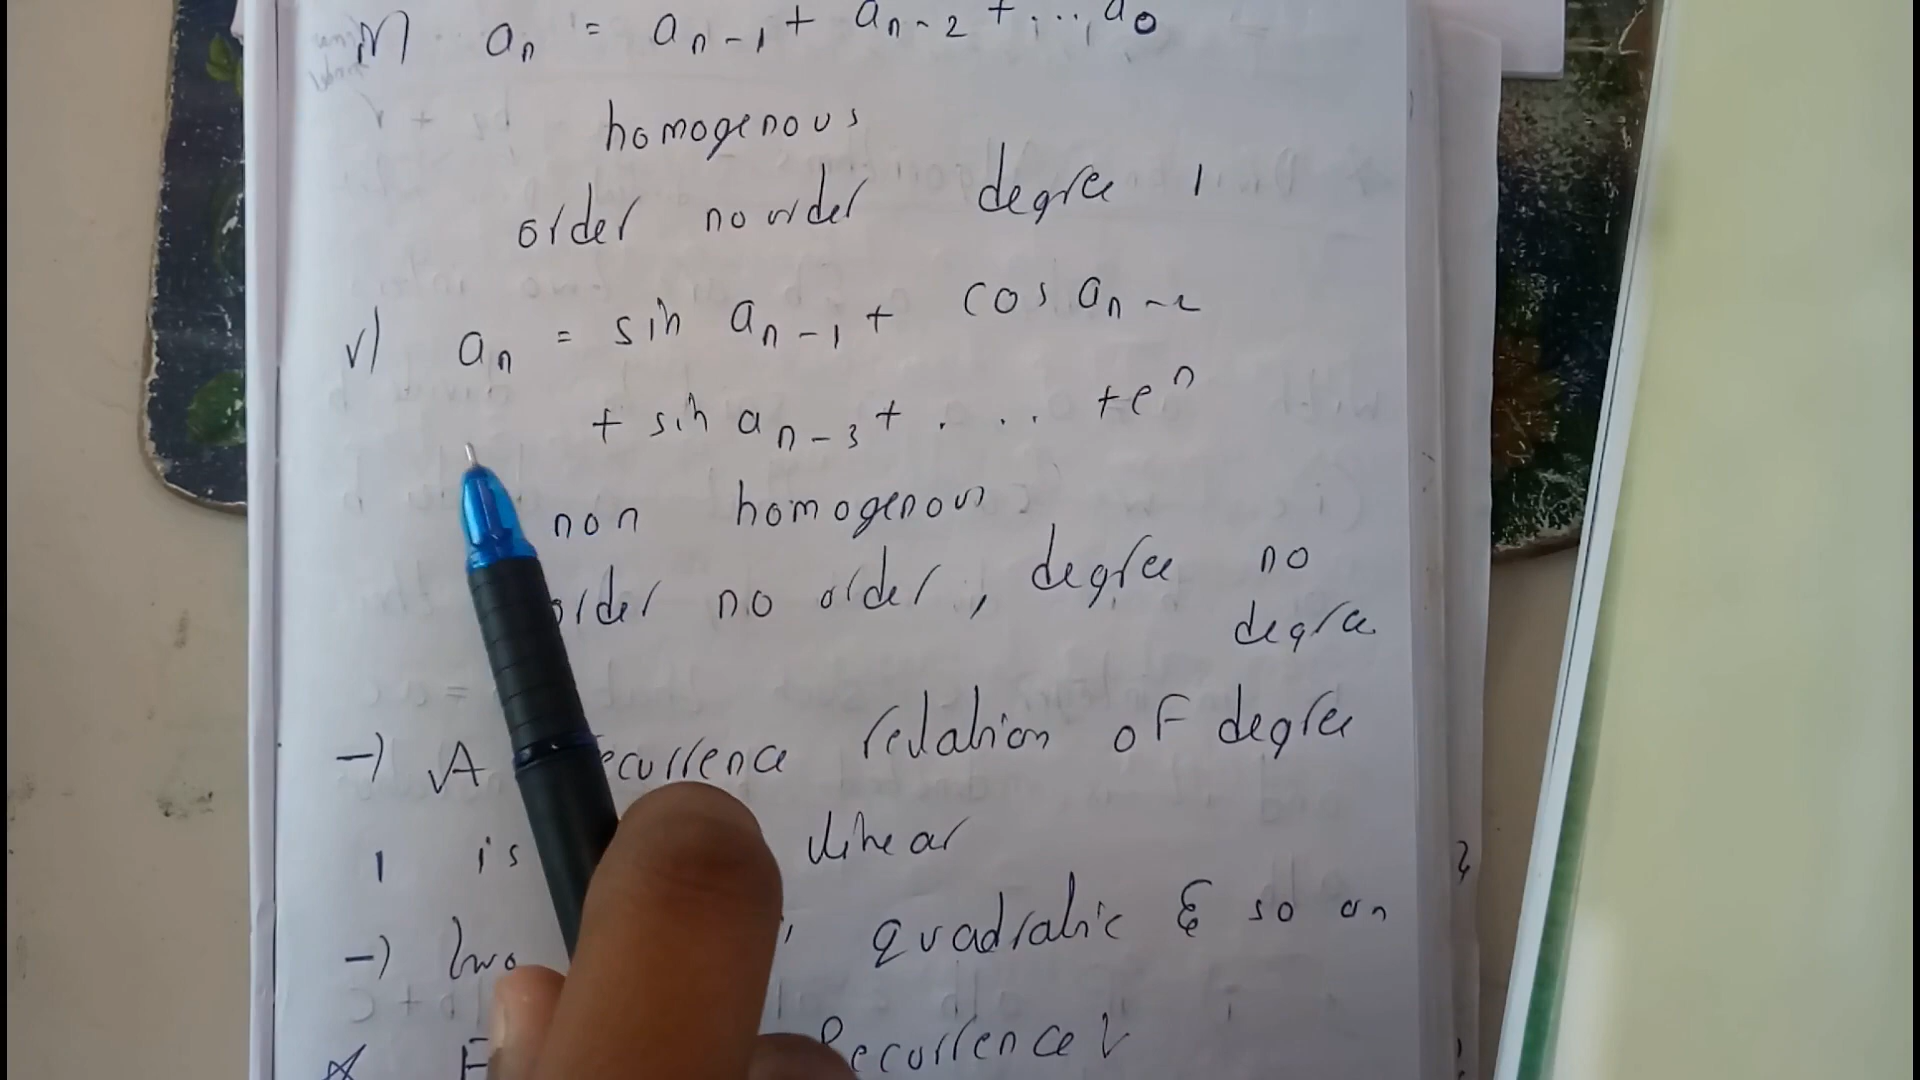 an = an-1 + an-2 + ... a0
homogenous
order no order degree 1
v) an = sin an-1 + cos an-2
+ sin an-3 + . . . +e^n
non homogenous
order no order, degree no
degree
-) A recurrence relation of degree
1 is linear
-) two , quadratic & so on
Recurrence